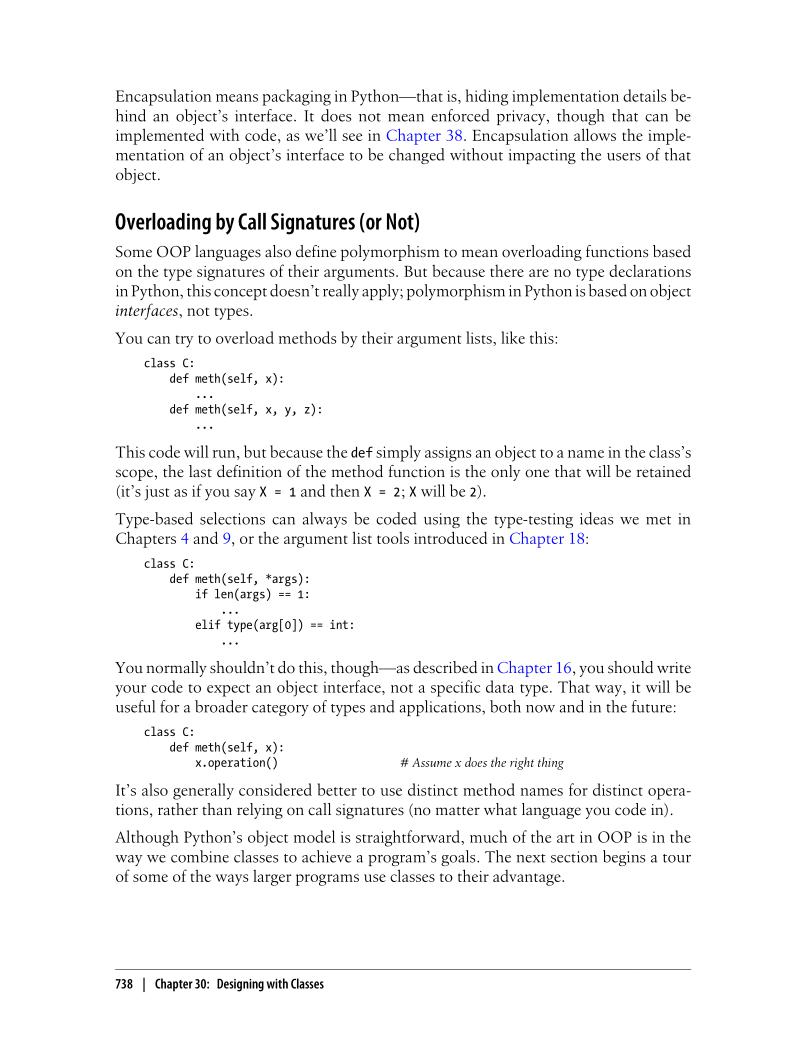 Encapsulation means packaging in Python—that is, hiding implementation details be-
hind an object's interface. It does not mean enforced privacy, though that can be
implemented with code, as we'll see in Chapter 38. Encapsulation allows the imple-
mentation of an object's interface to be changed without impacting the users of that
object.
Overloading by Call Signatures (or Not)
Some OOP languages also define polymorphism to mean overloading functions based
on the type signatures of their arguments. But because there are no type declarations
in Python, this concept doesn't really apply; polymorphism in Python is based on object
interfaces, not types.
You can try to overload methods by their argument lists, like this:
class C:
    def meth(self, x):
        ...
    def meth(self, x, y, z):
        ...
This code will run, but because the def simply assigns an object to a name in the class's
scope, the last definition of the method function is the only one that will be retained
(it's just as if you say X = 1 and then X = 2; X will be 2).
Type-based selections can always be coded using the type-testing ideas we met in
Chapters 4 and 9, or the argument list tools introduced in Chapter 18:
class C:
    def meth(self, *args):
        if len(args) == 1:
            ...
        elif type(arg[0]) == int:
            ...
You normally shouldn't do this, though—as described in Chapter 16, you should write
your code to expect an object interface, not a specific data type. That way, it will be
useful for a broader category of types and applications, both now and in the future:
class C:
    def meth(self, x):
        x.operation() # Assume x does the right thing
It's also generally considered better to use distinct method names for distinct opera-
tions, rather than relying on call signatures (no matter what language you code in).
Although Python's object model is straightforward, much of the art in OOP is in the
way we combine classes to achieve a program's goals. The next section begins a tour
of some of the ways larger programs use classes to their advantage.
738 | Chapter 30: Designing with Classes